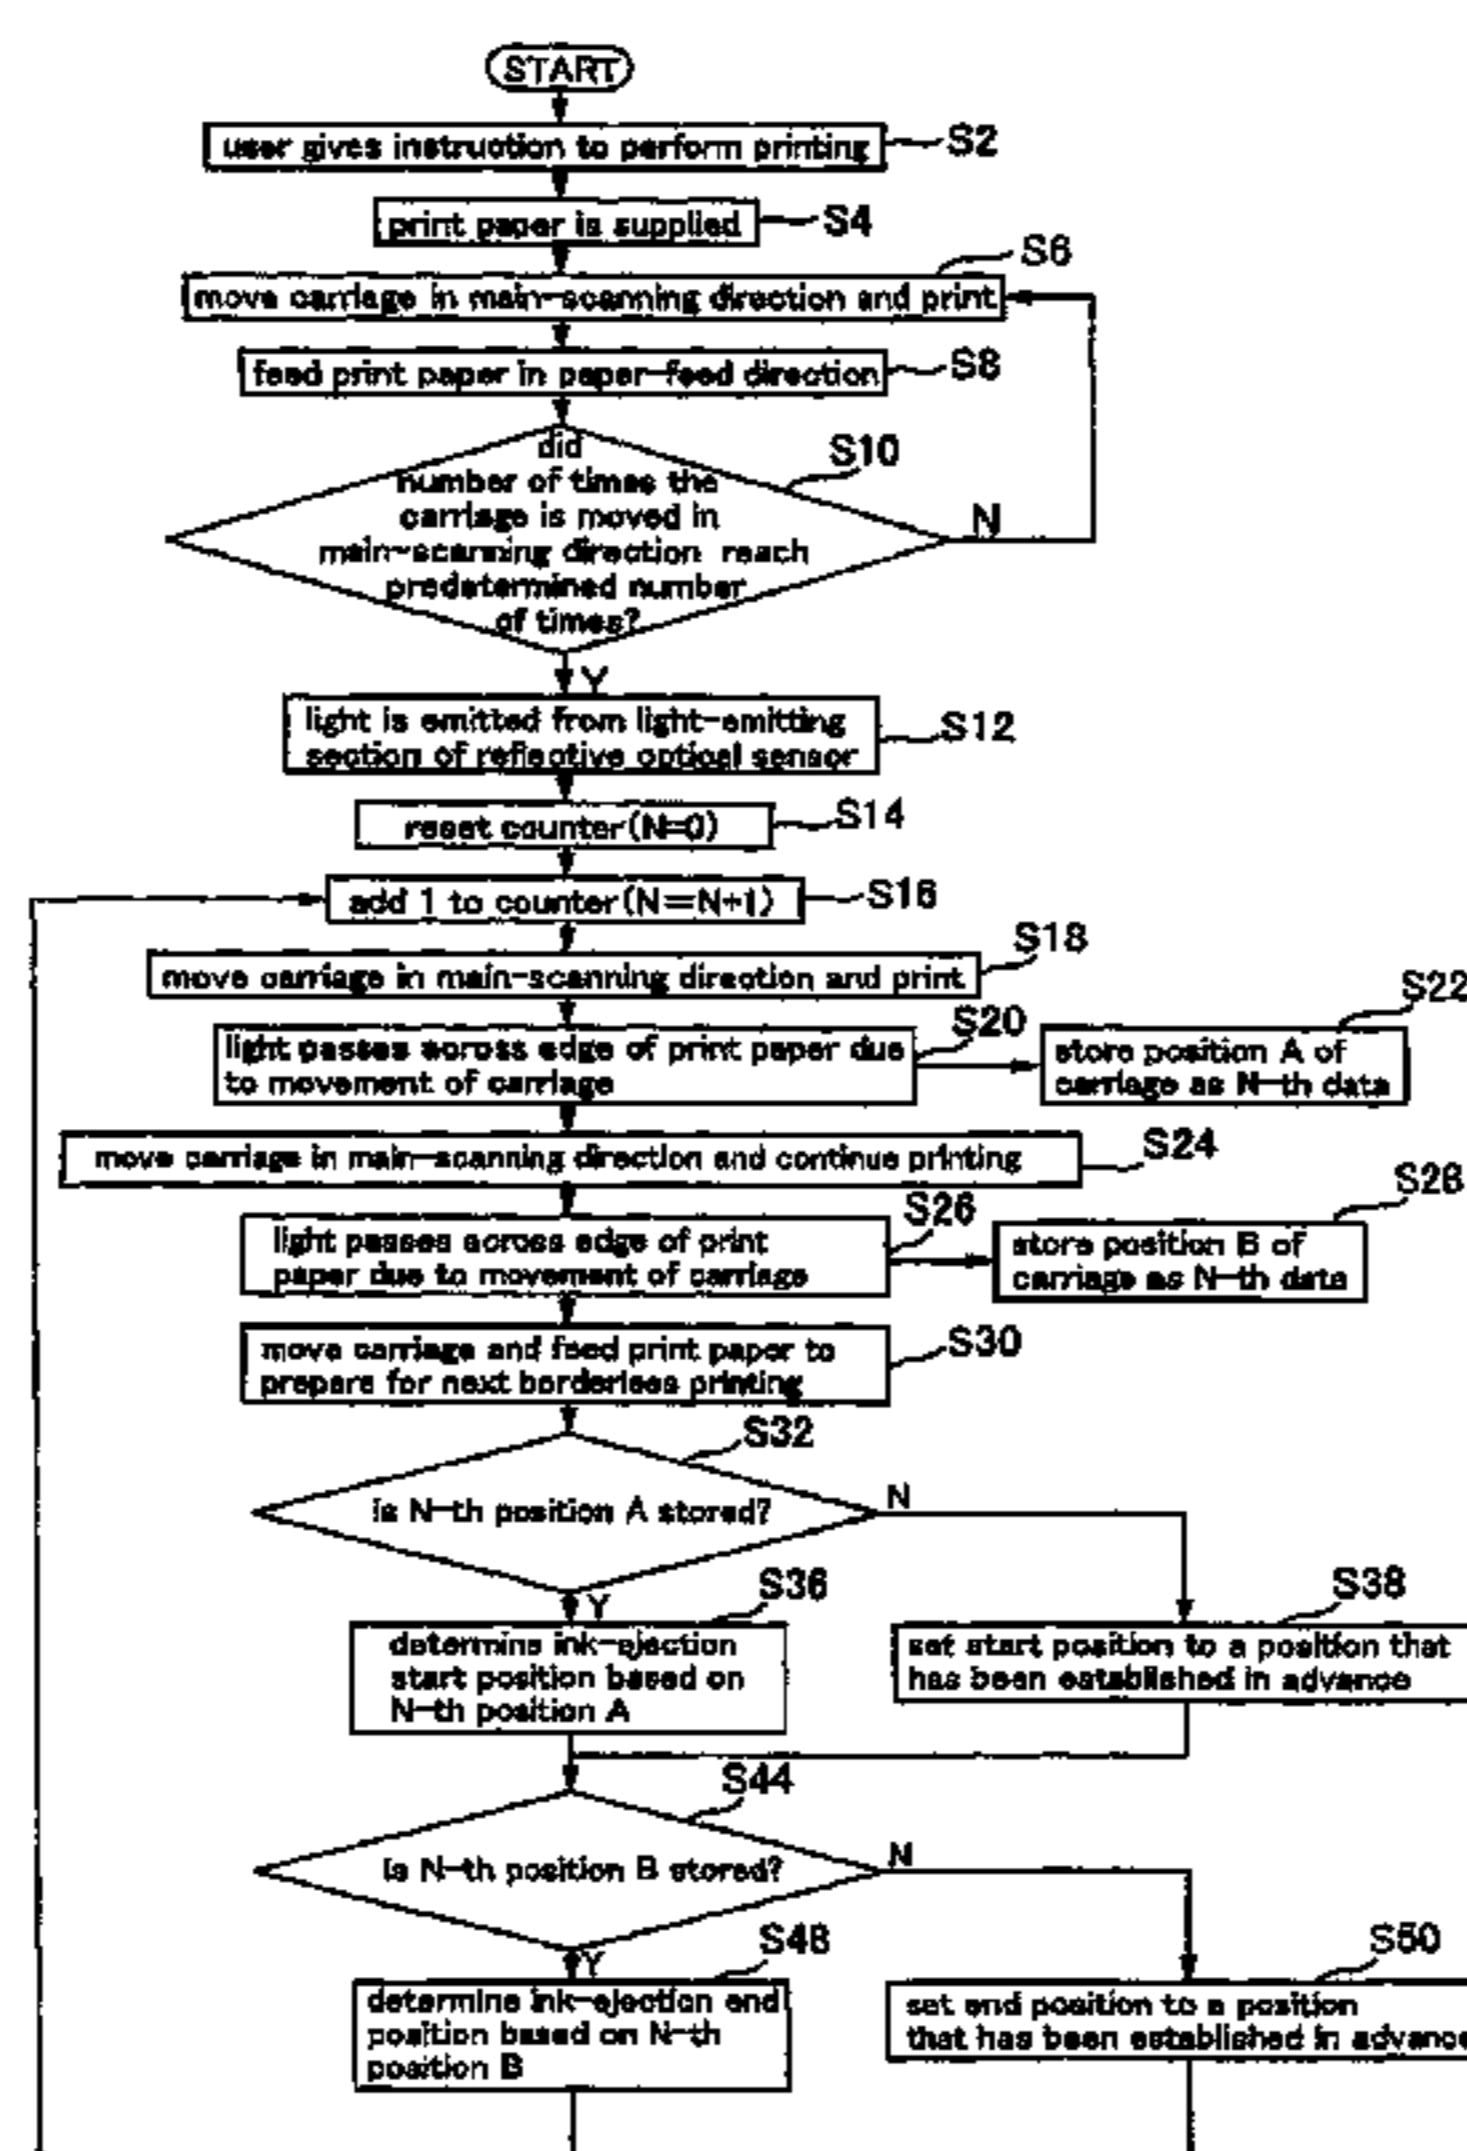 START
user gives instruction to perform printing
S2
print paper is supplied
S4
S6
move carriage in main-scanning direction and print
feed print paper in paper-feed direction
S8
S10
did
number of times the
carriage is moved in
main-scanning direction reach
predetermined number
of times?
N
Y
light is emitted from light-emitting
section of reflective optical sensor
S12
reset counter(N=0)
S14
add 1 to counter(N=N+1)
S16
S18
move carriage in main-scanning direction and print
S20
S22
light passes across edge of print paper due
to movement of carriage
store position A of
carriage as N-th data
S24
move carriage in main-scanning direction and continue printing
S26
S28
light passes across edge of print
paper due to movement of carriage
store position B of
carriage as N-th data
S30
move carriage and feed print paper to
prepare for next borderless printing
S32
is N-th position A stored?
N
Y
S36
S38
determine ink-ejection
start position based on
N-th position A
set start position to a position that
has been established in advance
S44
is N-th position B stored?
N
Y
S48
S50
determine ink-ejection end
position based on N-th
position B
set end position to a position
that has been established in advance